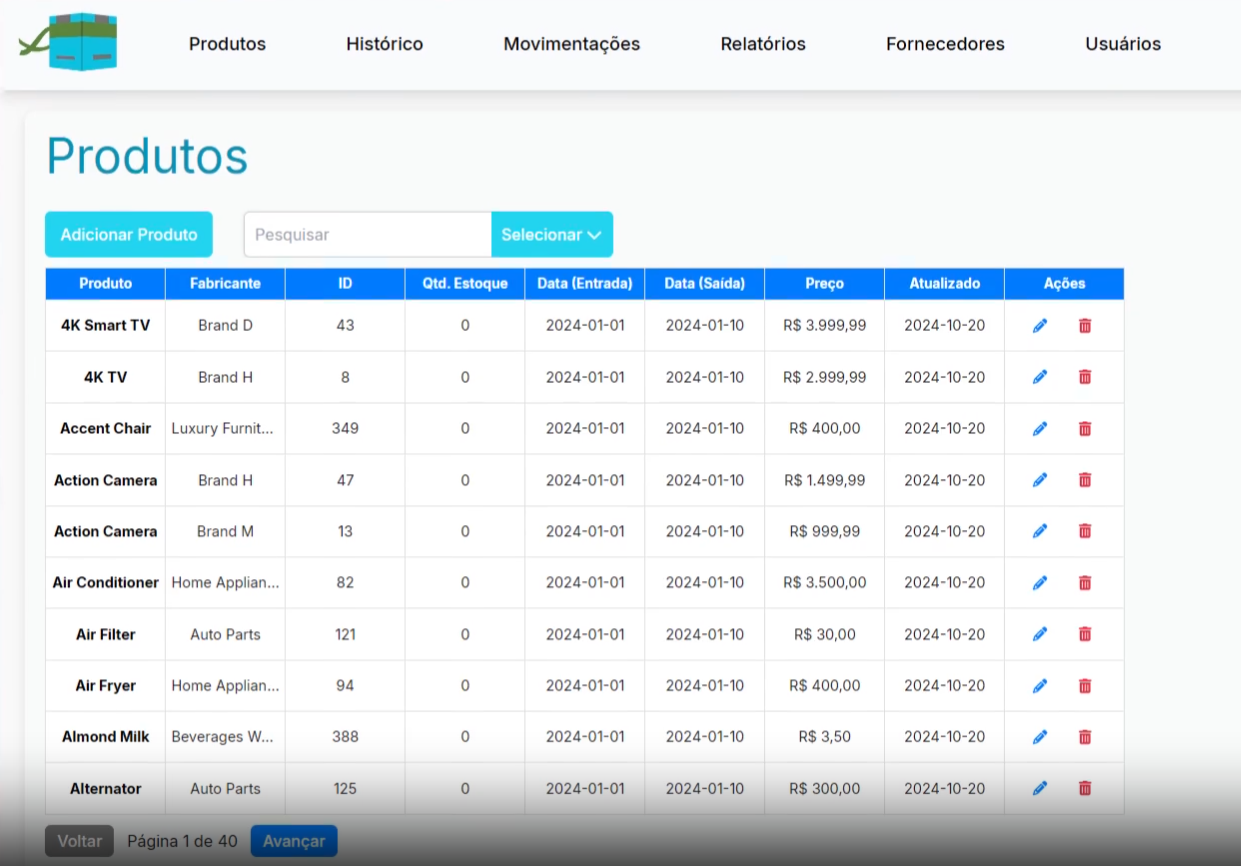 Produtos Histórico Movimentações Relatórios Fornecedores Usuários
Produtos
Adicionar Produto Pesquisar Selecionar
Produto Fabricante ID Qtd. Estoque Data (Entrada) Data (Saída) Preço Atualizado Ações
4K Smart TV Brand D 43 0 2024-01-01 2024-01-10 R$ 3.999,99 2024-10-20
4K TV Brand H 8 0 2024-01-01 2024-01-10 R$ 2.999,99 2024-10-20
Accent Chair Luxury Furnit... 349 0 2024-01-01 2024-01-10 R$ 400,00 2024-10-20
Action Camera Brand H 47 0 2024-01-01 2024-01-10 R$ 1.499,99 2024-10-20
Action Camera Brand M 13 0 2024-01-01 2024-01-10 R$ 999,99 2024-10-20
Air Conditioner Home Applian... 82 0 2024-01-01 2024-01-10 R$ 3.500,00 2024-10-20
Air Filter Auto Parts 121 0 2024-01-01 2024-01-10 R$ 30,00 2024-10-20
Air Fryer Home Applian... 94 0 2024-01-01 2024-01-10 R$ 400,00 2024-10-20
Almond Milk Beverages W... 388 0 2024-01-01 2024-01-10 R$ 3,50 2024-10-20
Alternator Auto Parts 125 0 2024-01-01 2024-01-10 R$ 300,00 2024-10-20
Voltar Página 1 de 40 Avançar